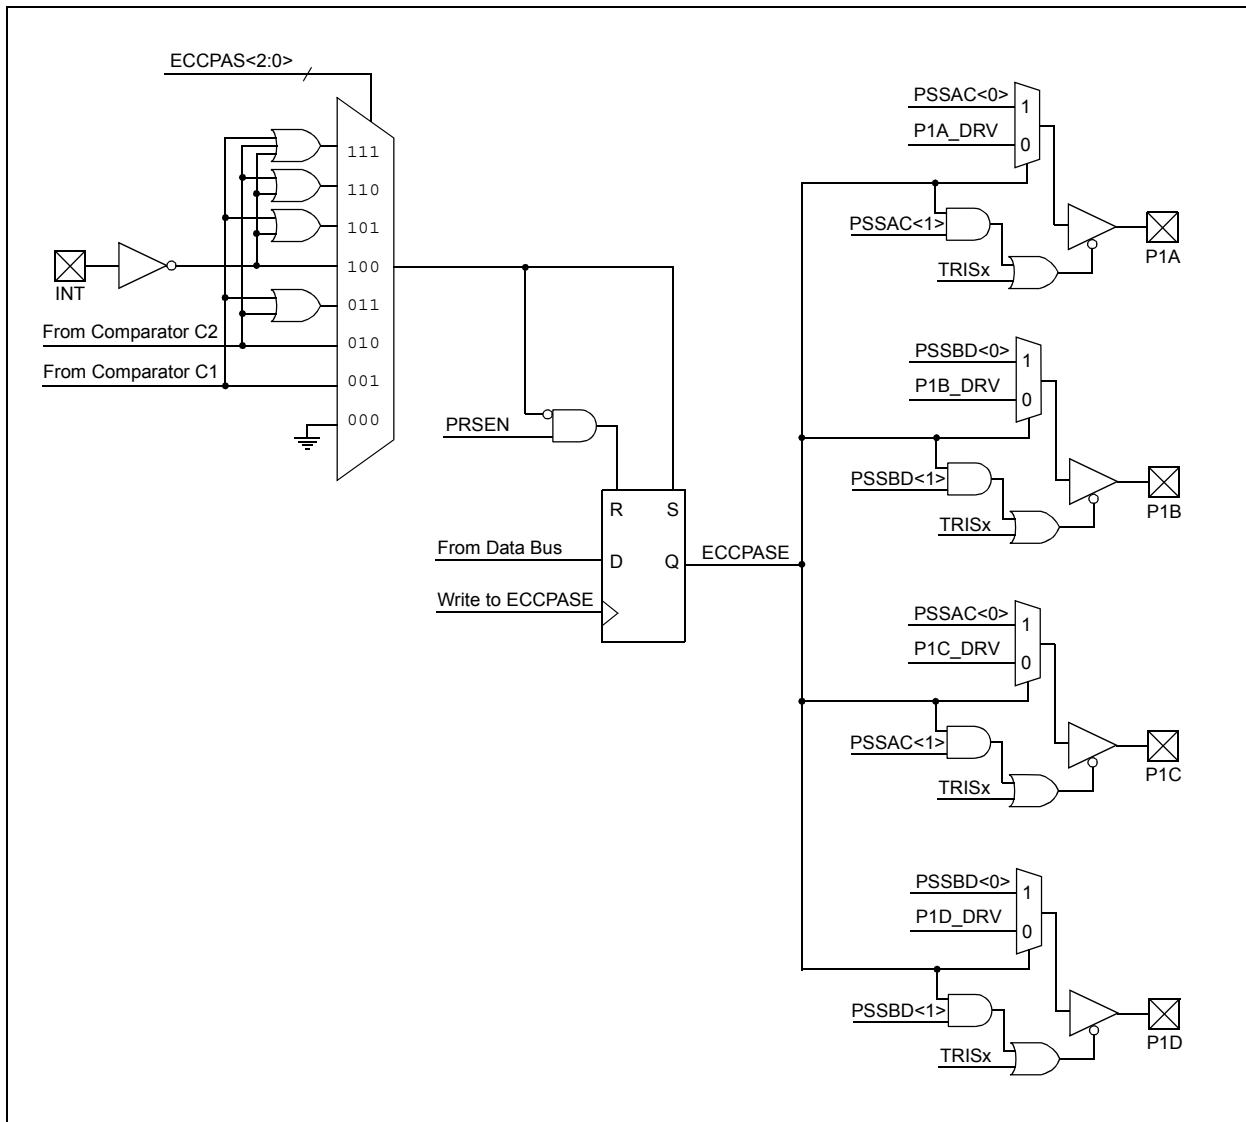 ECCPAS<2:0>
111
110
101
100
011
010
001
000
INT
From Comparator C2
From Comparator C1
PRSEN
R
S
D
Q
From Data Bus
Write to ECCPASE
ECCPASE
PSSAC<0>
1
P1A_DRV
0
PSSAC<1>
TRISx
P1A
PSSBD<0>
1
P1B_DRV
0
PSSBD<1>
TRISx
P1B
PSSAC<0>
1
P1C_DRV
0
PSSAC<1>
TRISx
P1C
PSSBD<0>
1
P1D_DRV
0
PSSBD<1>
TRISx
P1D